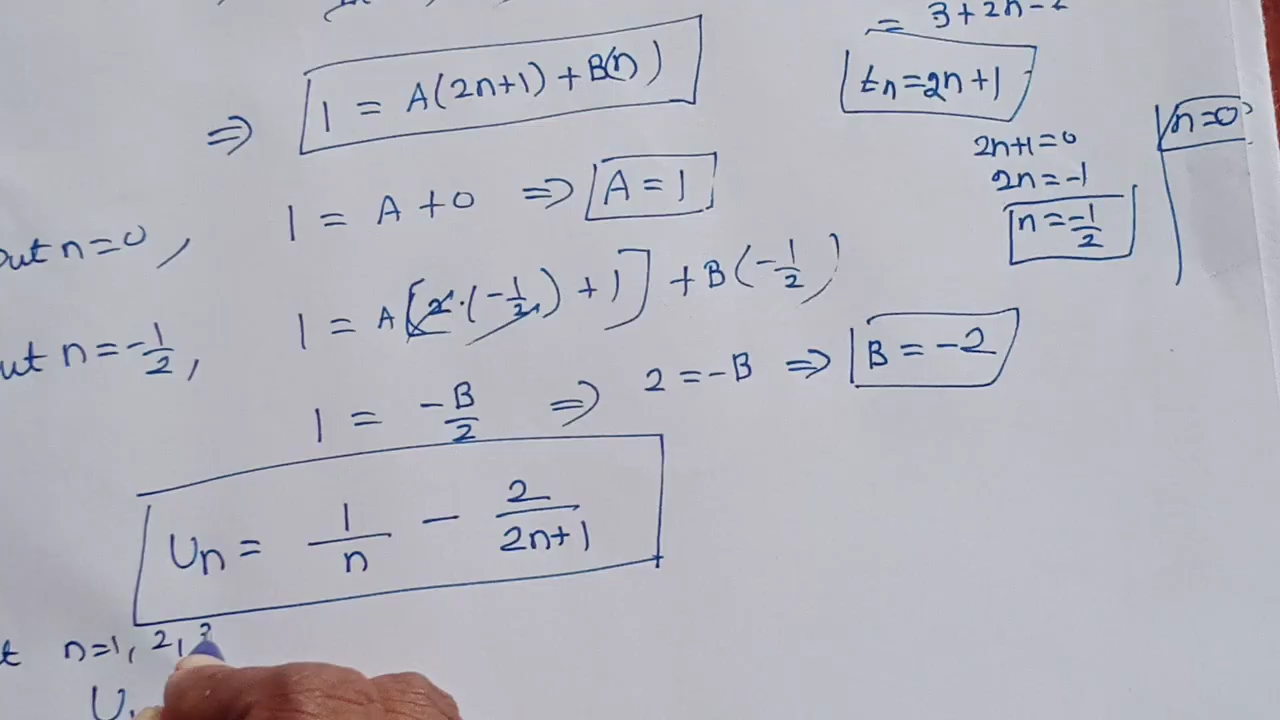 = 3+2n-2
1 = A(2n+1) + B(n)
tn = 2n+1
n=0
2n+1=0
2n=-1
n = -1/2
⇒
put n=0, 1 = A+0 ⇒ A = 1
put n=-1/2, 1 = A[2·(-1/2)+1] + B(-1/2)
1 = -B/2 ⇒ 2 = -B ⇒ B = -2
Un = 1/n - 2/(2n+1)
n=1, 2, 3
U